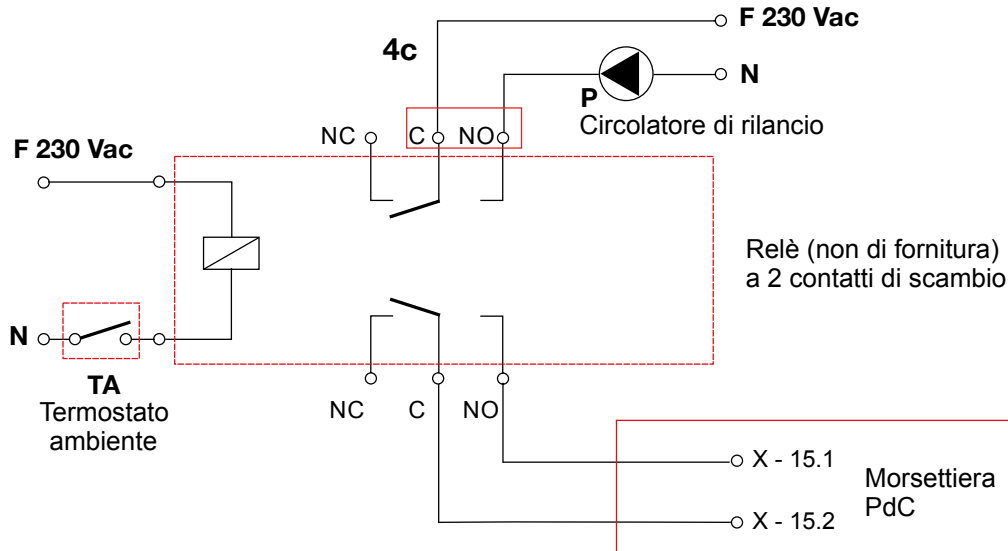 F 230 Vac
4c
N
P
Circolatore di rilancio
NC
C
NO
F 230 Vac
Relè (non di fornitura)
a 2 contatti di scambio
N
TA
Termostato
ambiente
NC
C
NO
X - 15.1
X - 15.2
Morsettiera
PdC